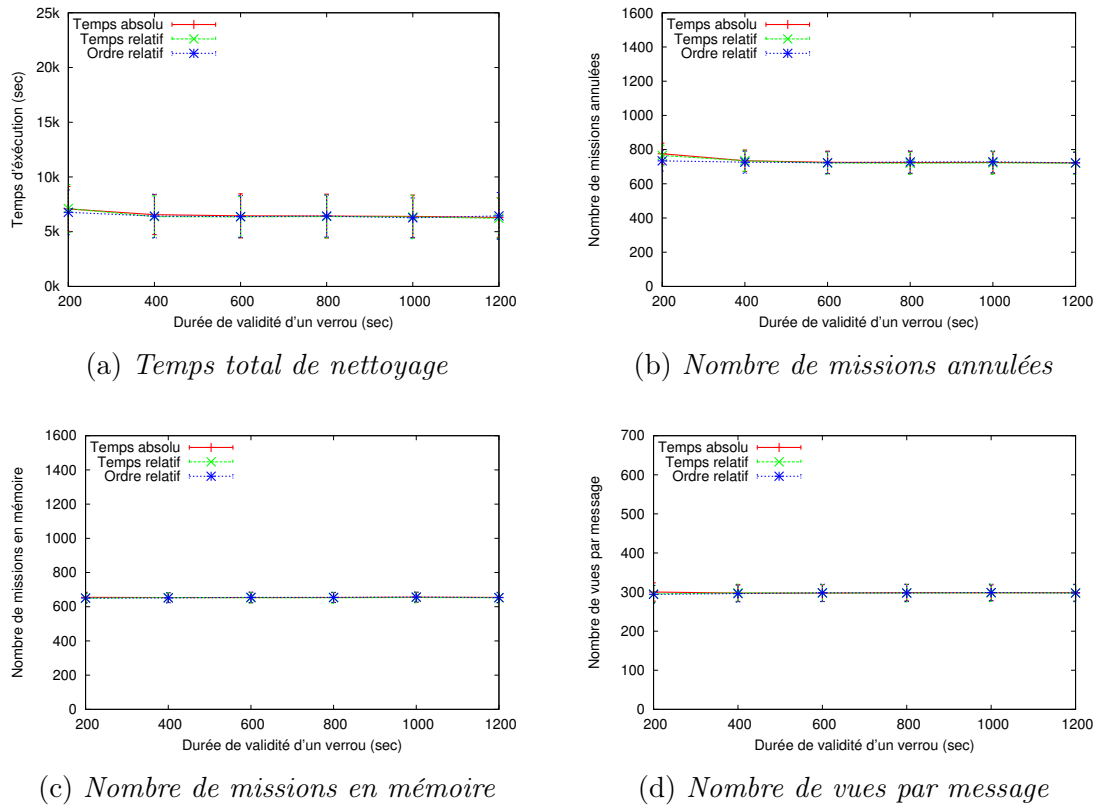 25k
20k
15k
10k
5k
0k
Temps d'éxécution (sec)
Temps absolu
Temps relatif
Ordre relatif
200 400 600 800 1000 1200
Durée de validité d'un verrou (sec)
(a) Temps total de nettoyage
1600
1400
1200
1000
800
600
400
200
0
Nombre de missions annulées
Temps absolu
Temps relatif
Ordre relatif
200 400 600 800 1000 1200
Durée de validité d'un verrou (sec)
(b) Nombre de missions annulées
1600
1400
1200
1000
800
600
400
200
0
Nombre de missions en mémoire
Temps absolu
Temps relatif
Ordre relatif
200 400 600 800 1000 1200
Durée de validité d'un verrou (sec)
(c) Nombre de missions en mémoire
700
600
500
400
300
200
100
0
Nombre de vues par message
Temps absolu
Temps relatif
Ordre relatif
200 400 600 800 1000 1200
Durée de validité d'un verrou (sec)
(d) Nombre de vues par message